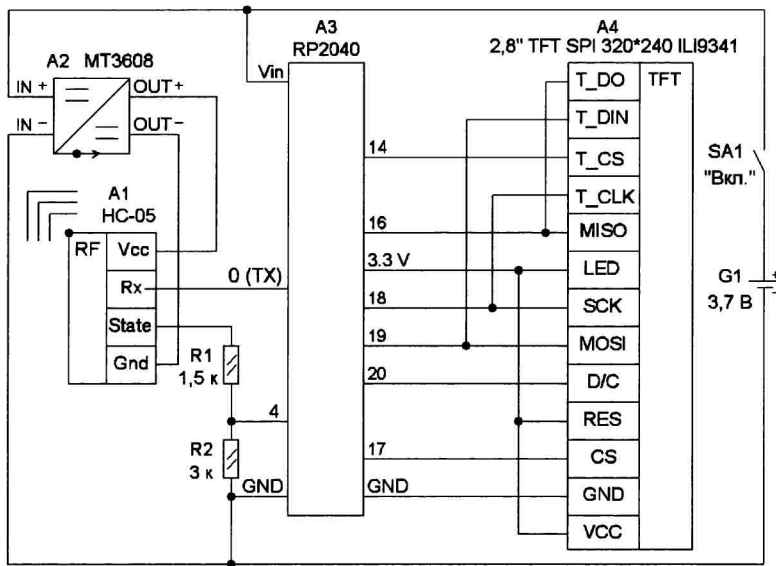 A3
RP2040
A4
2,8" TFT SPI 320*240 ILI9341
A2 MT3608
IN +
OUT+
IN −
OUT−
Vin
A1
HC-05
RF
Vcc
Rx
State
Gnd
0 (TX)
R1
1,5 к
R2
3 к
4
GND
14
16
3.3 V
18
19
20
17
GND
T_DO
TFT
T_DIN
T_CS
T_CLK
MISO
LED
SCK
MOSI
D/C
RES
CS
GND
VCC
SA1
"Вкл."
G1
3,7 В
+
−